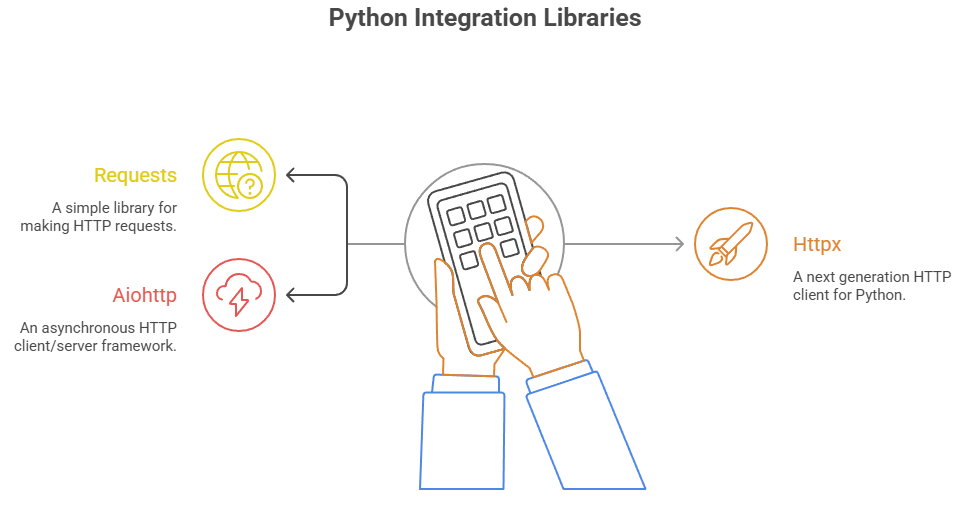 Python Integration Libraries
Requests
A simple library for
making HTTP requests.
Aiohttp
An asynchronous HTTP
client/server framework.
Httpx
A next generation HTTP
client for Python.